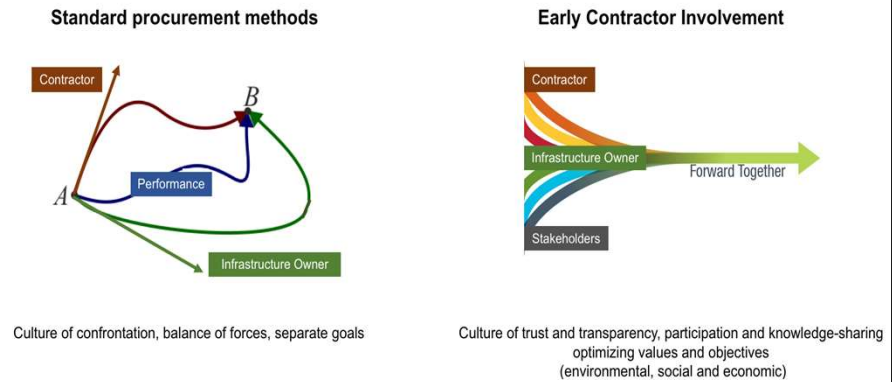 Standard procurement methods
Contractor
B
A
Performance
Infrastructure Owner
Culture of confrontation, balance of forces, separate goals
Early Contractor Involvement
Contractor
Infrastructure Owner
Forward Together
Stakeholders
Culture of trust and transparency, participation and knowledge-sharing
optimizing values and objectives
(environmental, social and economic)